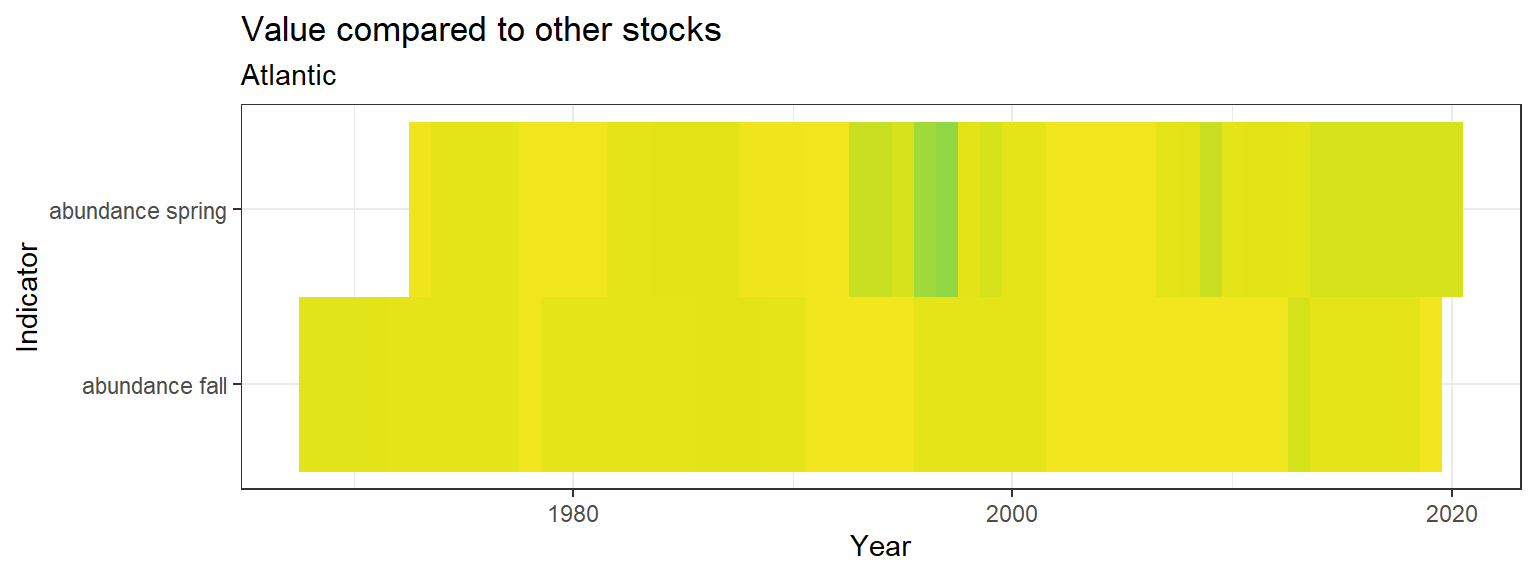 Value compared to other stocks
Atlantic
Indicator
abundance spring
abundance fall
1980
2000
2020
Year